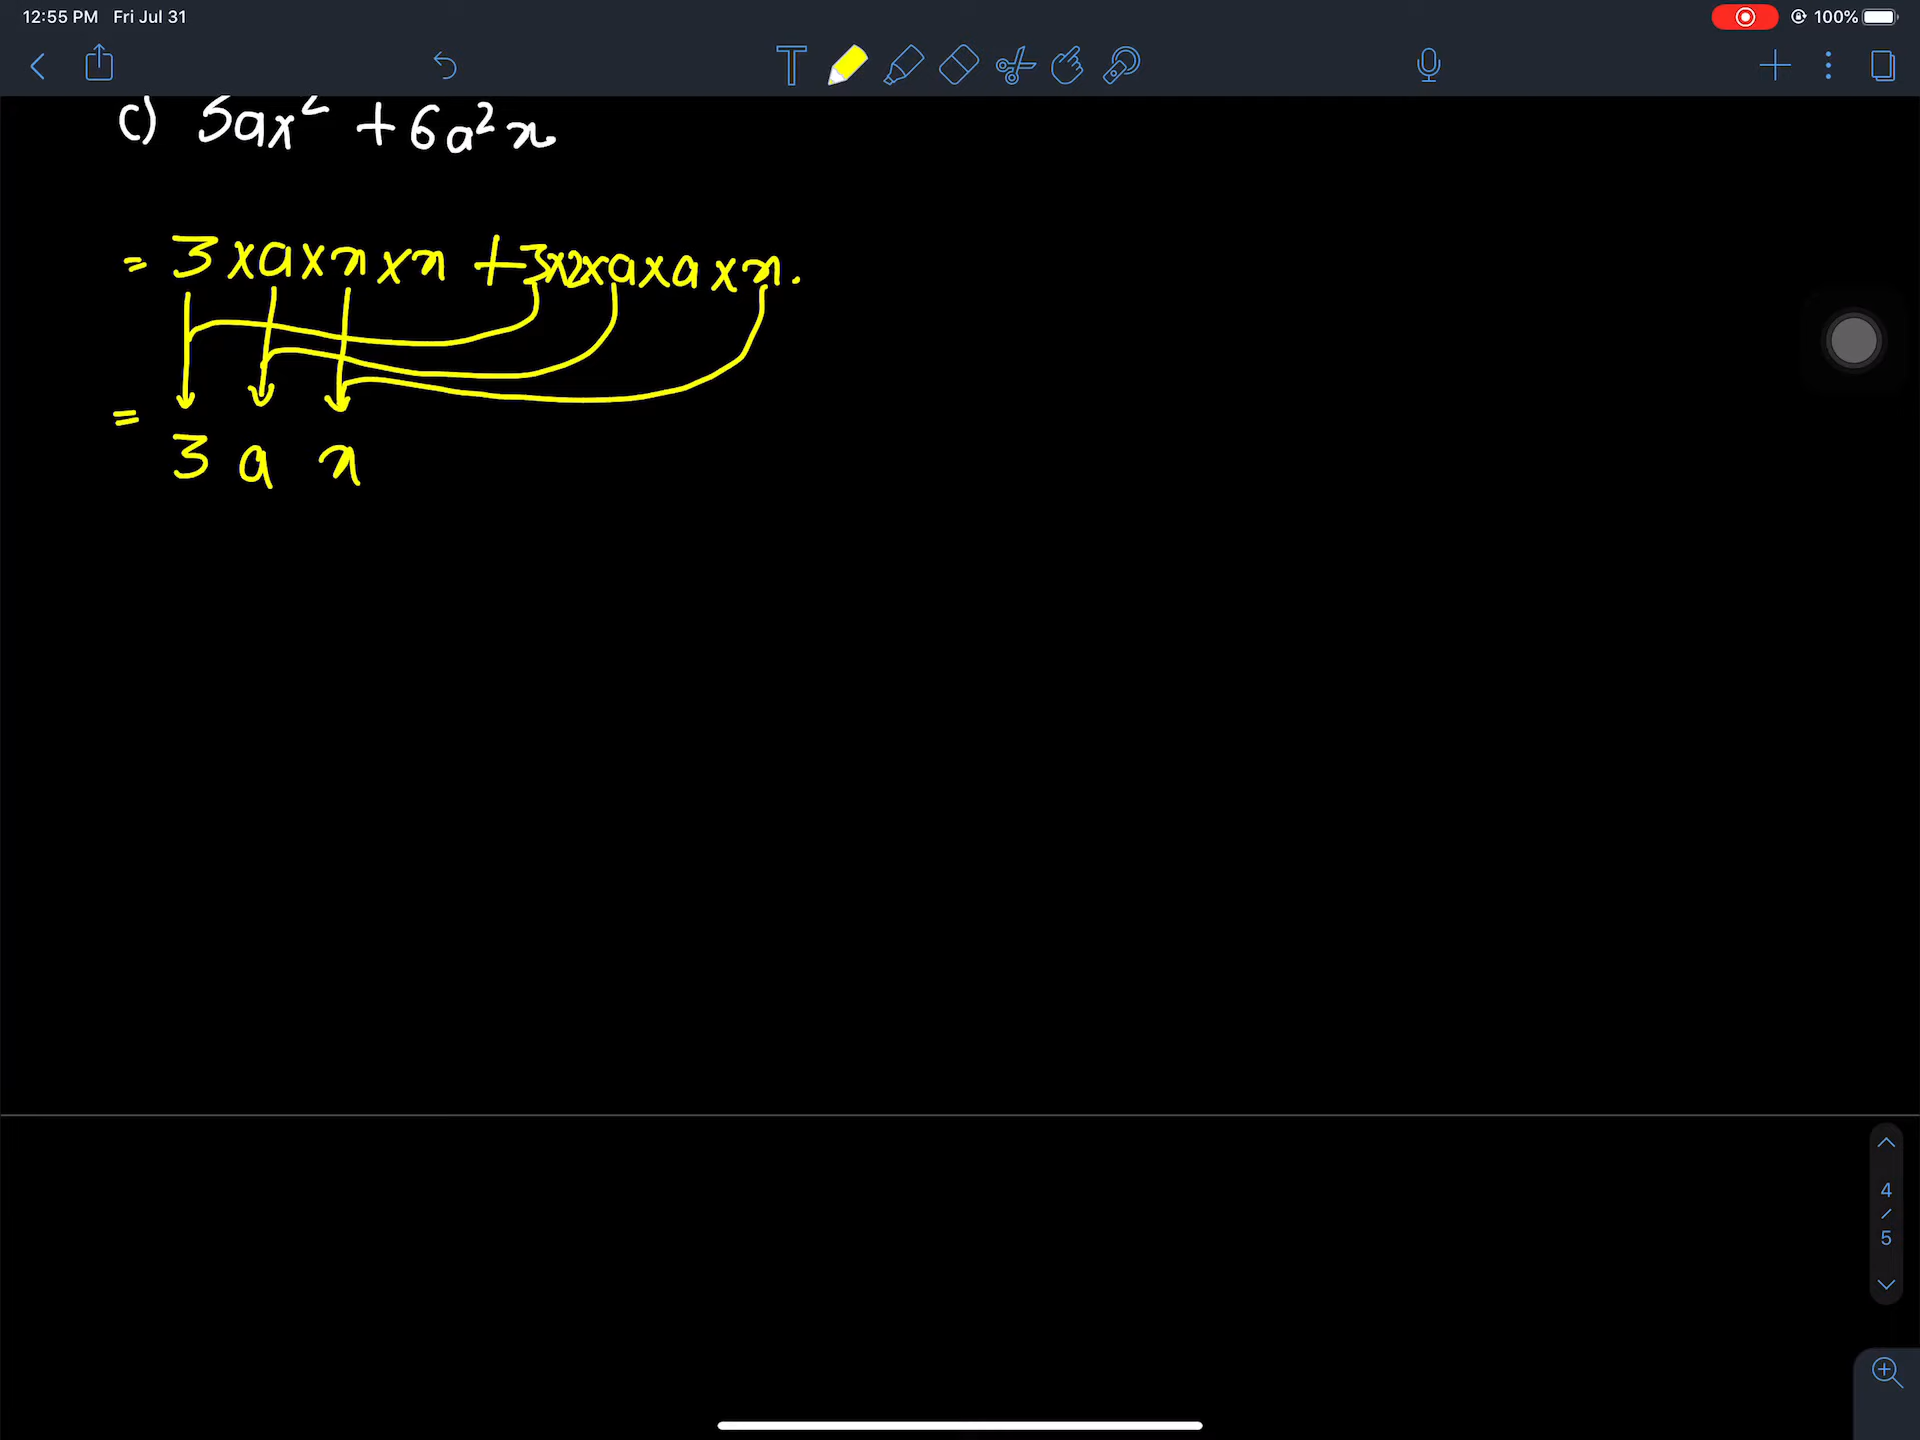 12:55 PM Fri Jul 31 100%
c) 3ax² + 6a²x
= 3 × a × x × x + 3×2× a × a × x.
=
3 a x
4
/
5